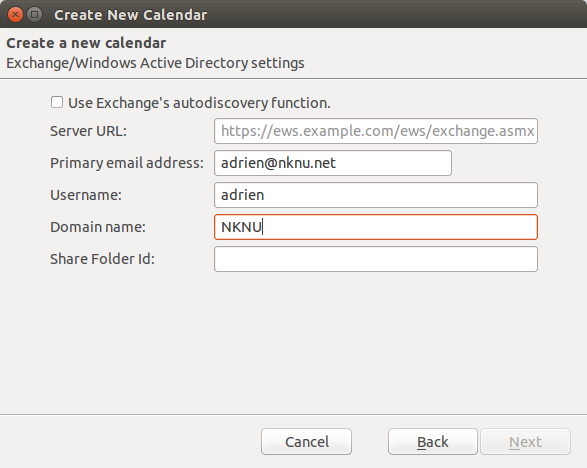 Create New Calendar
Create a new calendar
Exchange/Windows Active Directory settings
Use Exchange's autodiscovery function.
Server URL: https://ews.example.com/ews/exchange.asmx
Primary email address: adrien@nknu.net
Username: adrien
Domain name: NKNU
Share Folder Id:
Cancel Back Next